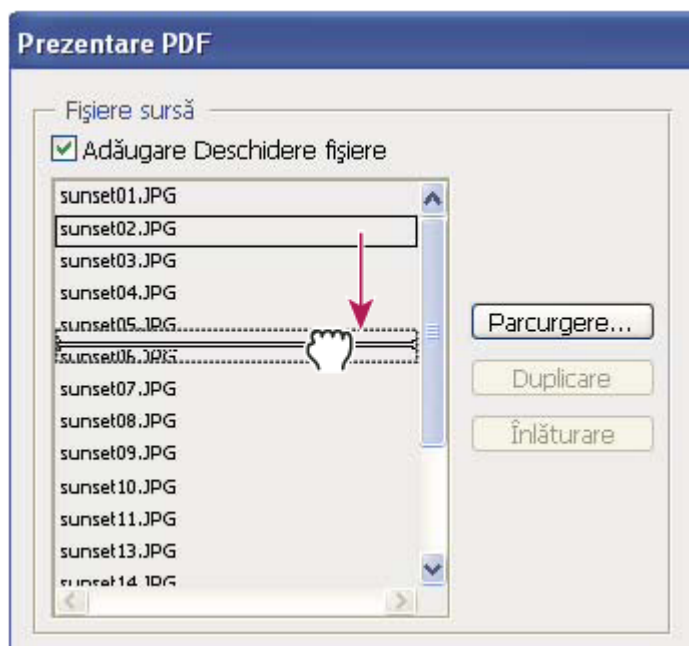 Prezentare PDF
Fişiere sursă
Adăugare Deschidere fişiere
sunset01.JPG
sunset02.JPG
sunset03.JPG
sunset04.JPG
sunset05.JPG
sunset06.JPG
sunset07.JPG
sunset08.JPG
sunset09.JPG
sunset10.JPG
sunset11.JPG
sunset13.JPG
sunset14.JPG
Parcurgere...
Duplicare
Înlăturare